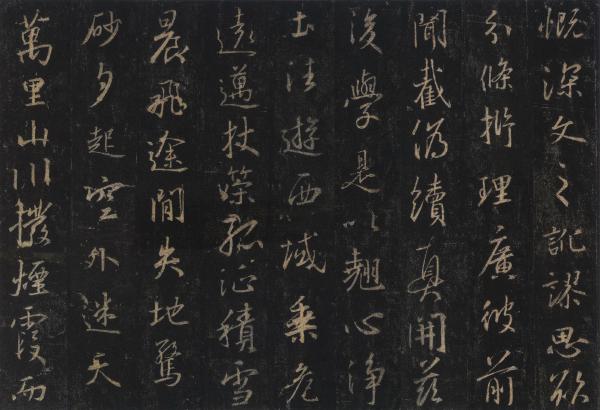 慨深文之訛謬思欲
分條析理廣彼前
聞截偽續真開茲
後學是以翹心淨
土往遊西域乘危
遠邁杖策孤征積雪
晨飛途間失地驚
砂夕起空外迷天
萬里山川撥煙霞而